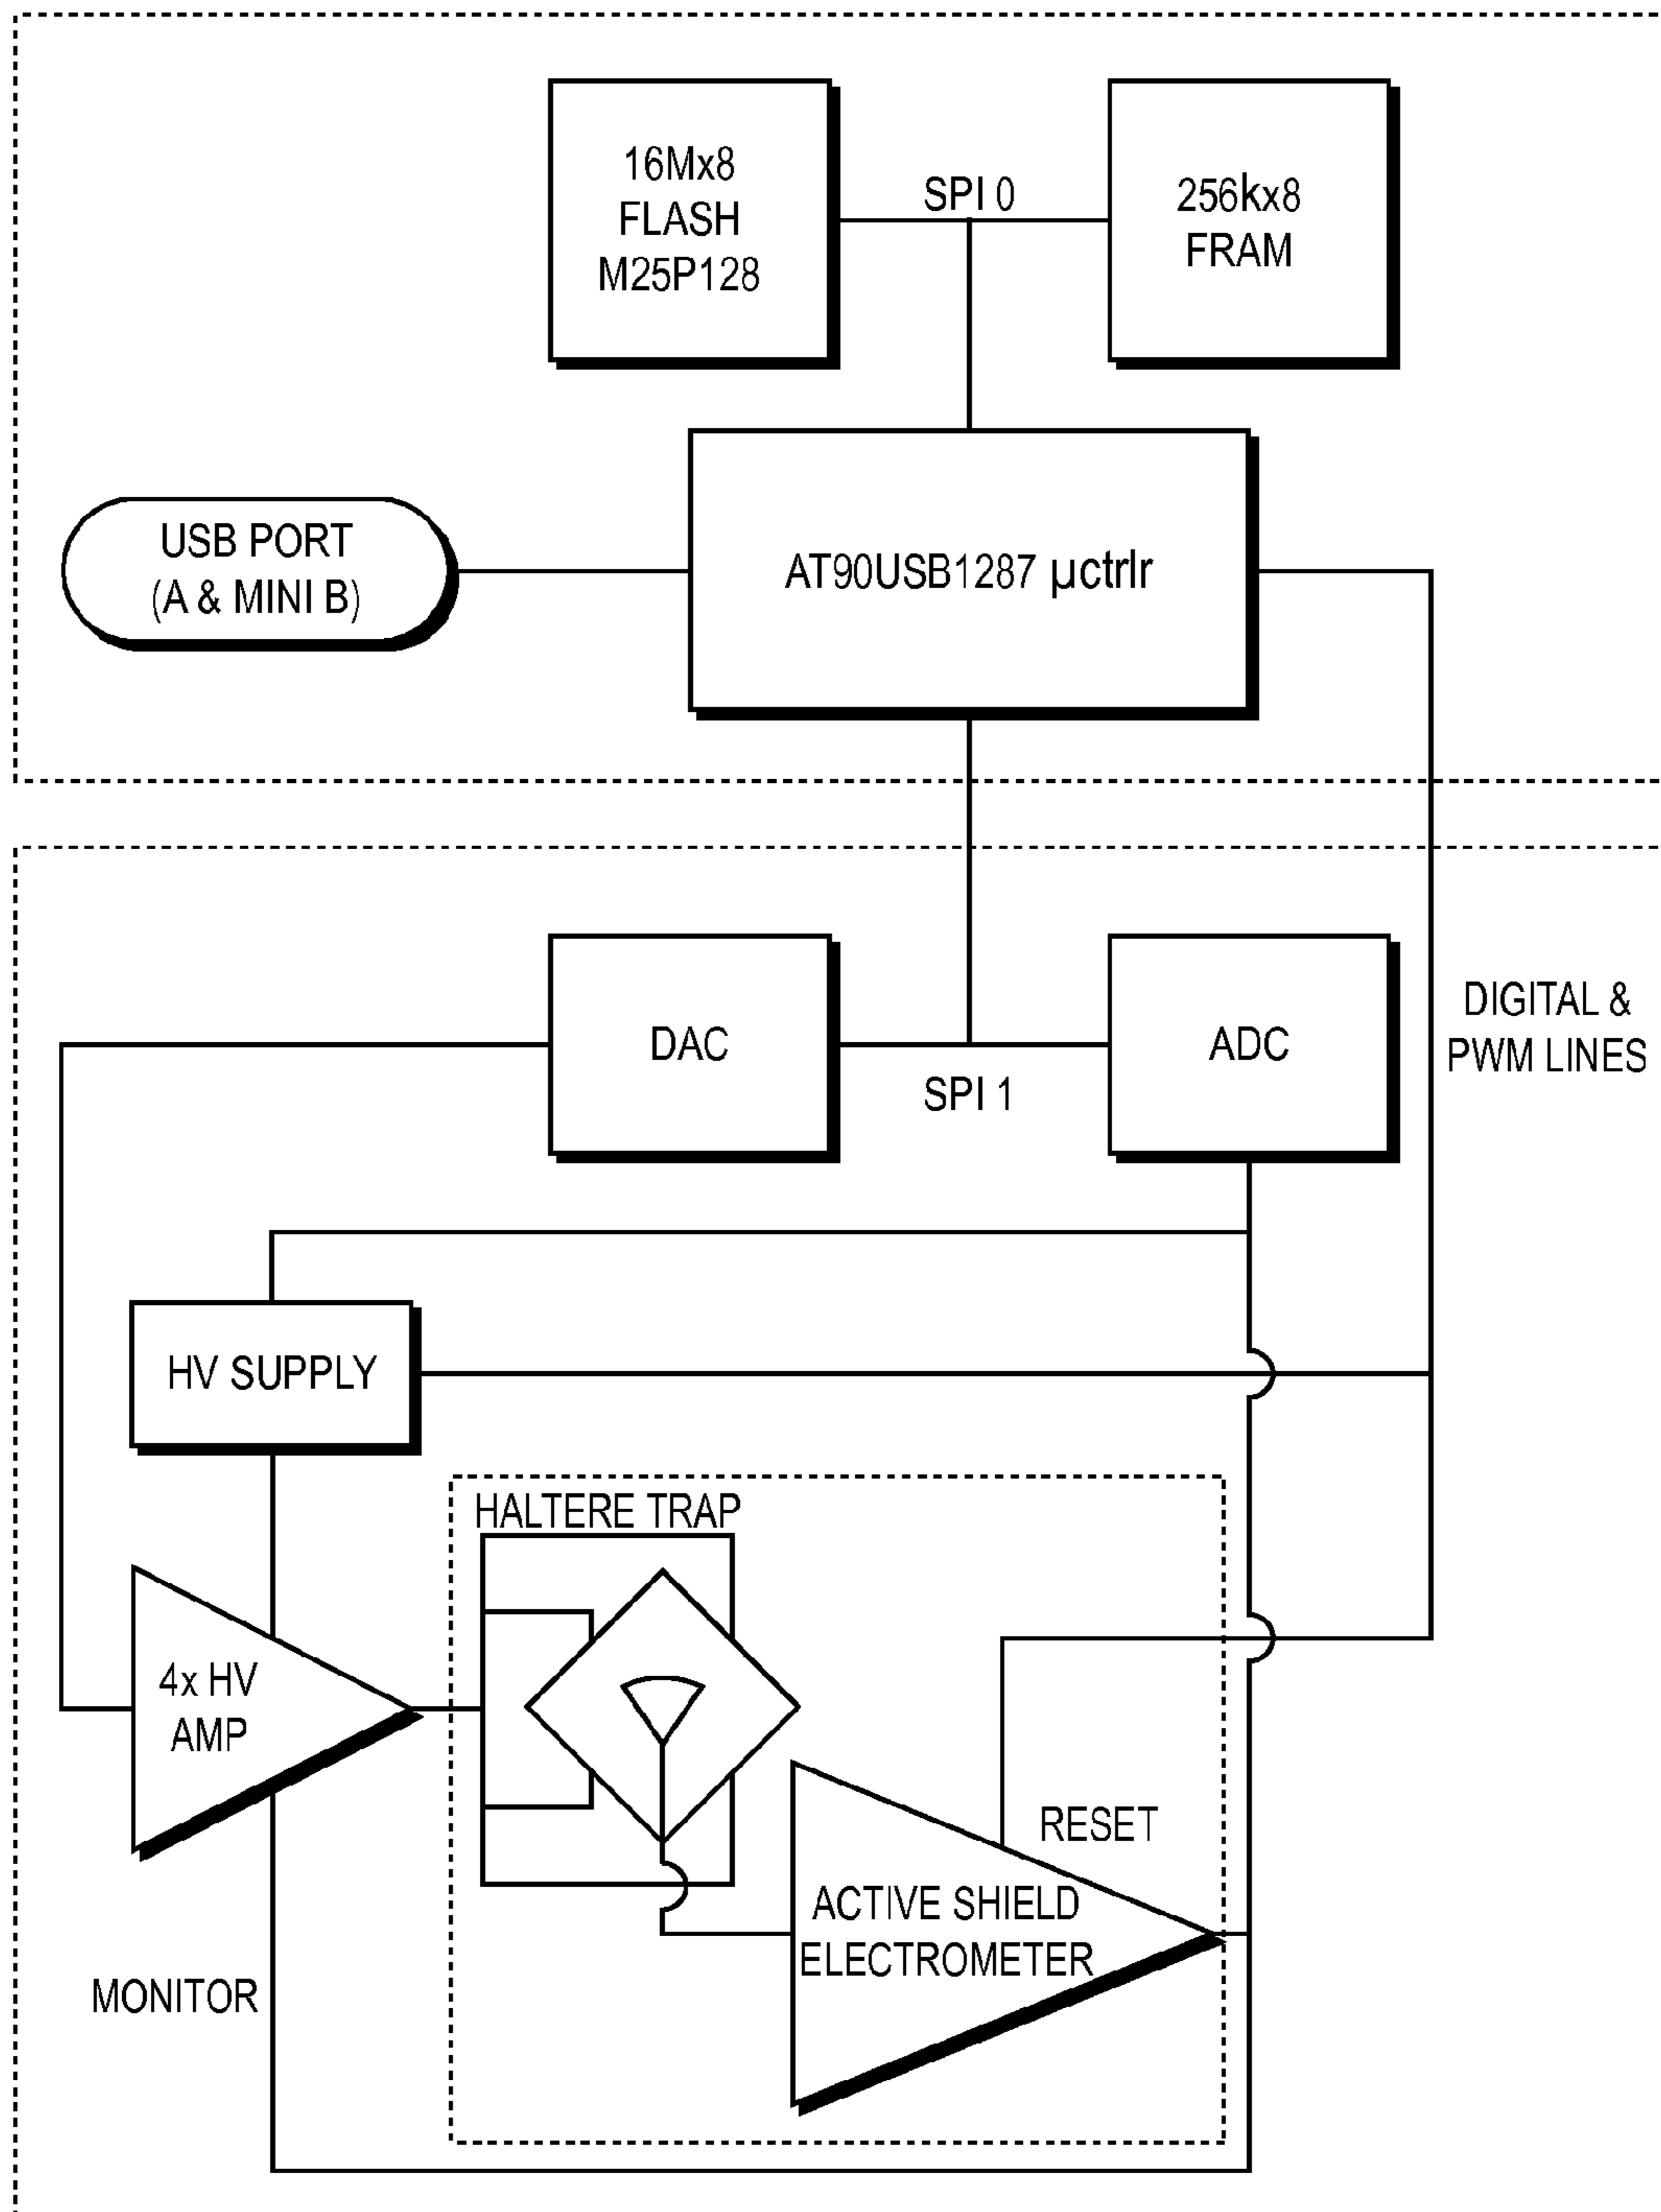 16Mx8
FLASH
M25P128
SPI 0
256kx8
FRAM
USB PORT
(A & MINI B)
AT90USB1287 µctrlr
DAC
SPI 1
ADC
DIGITAL &
PWM LINES
HV SUPPLY
HALTERE TRAP
4x HV
AMP
RESET
ACTIVE SHIELD
ELECTROMETER
MONITOR